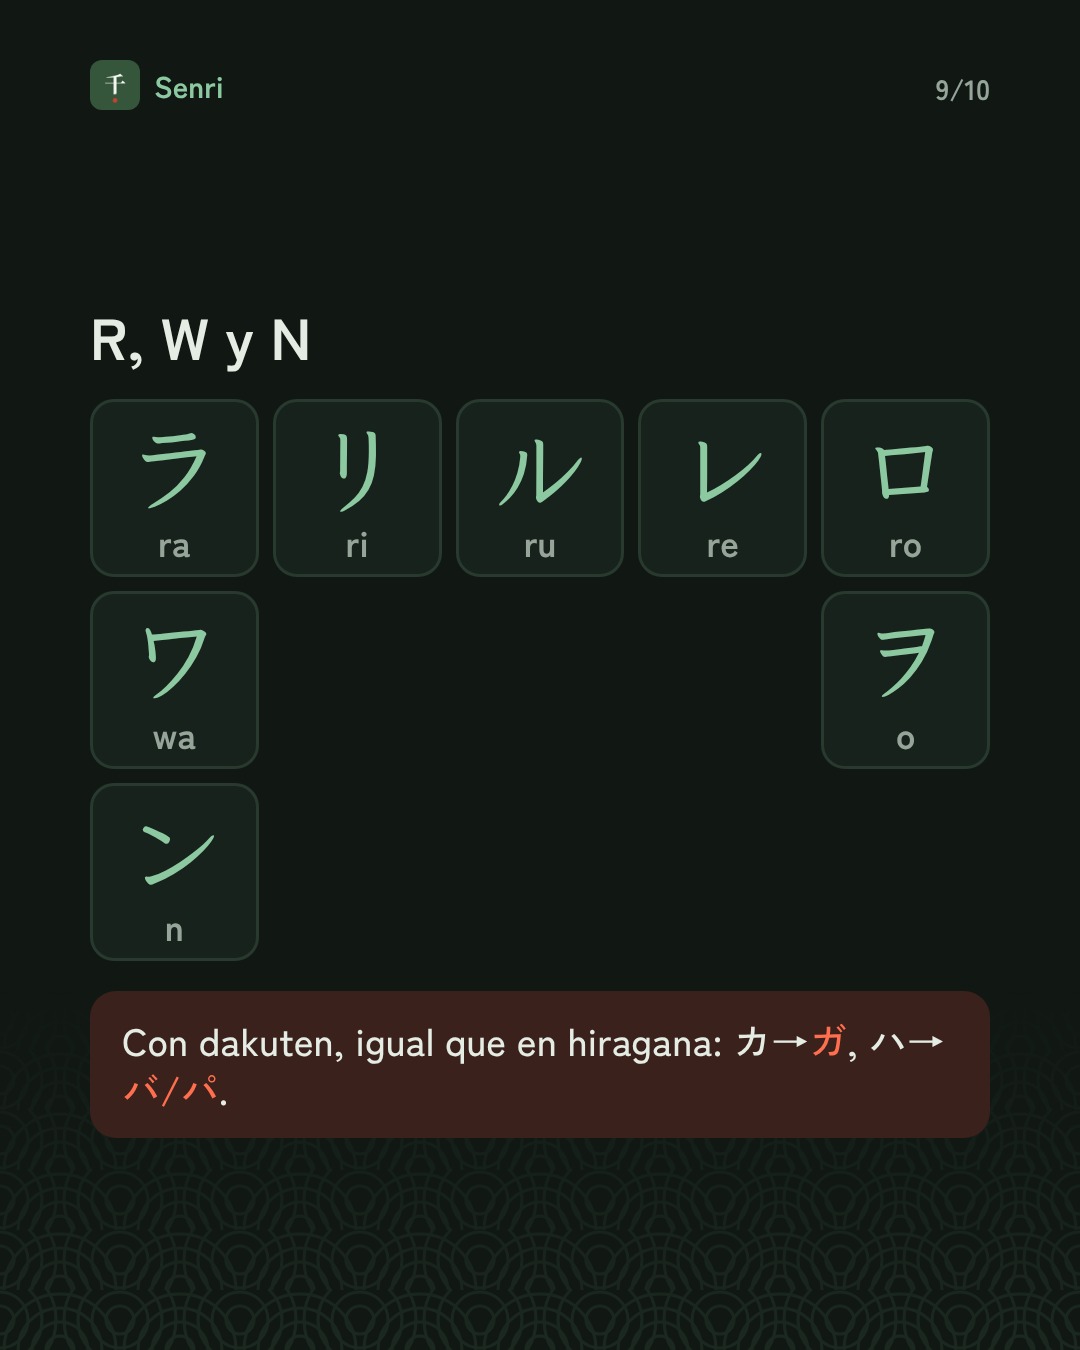 千 Senri
9/10
R, W y N
ラ リ ル レ ロ
ra ri ru re ro
ワ ヲ
wa o
ン
n
Con dakuten, igual que en hiragana: カ→ガ, ハ→
バ/パ.